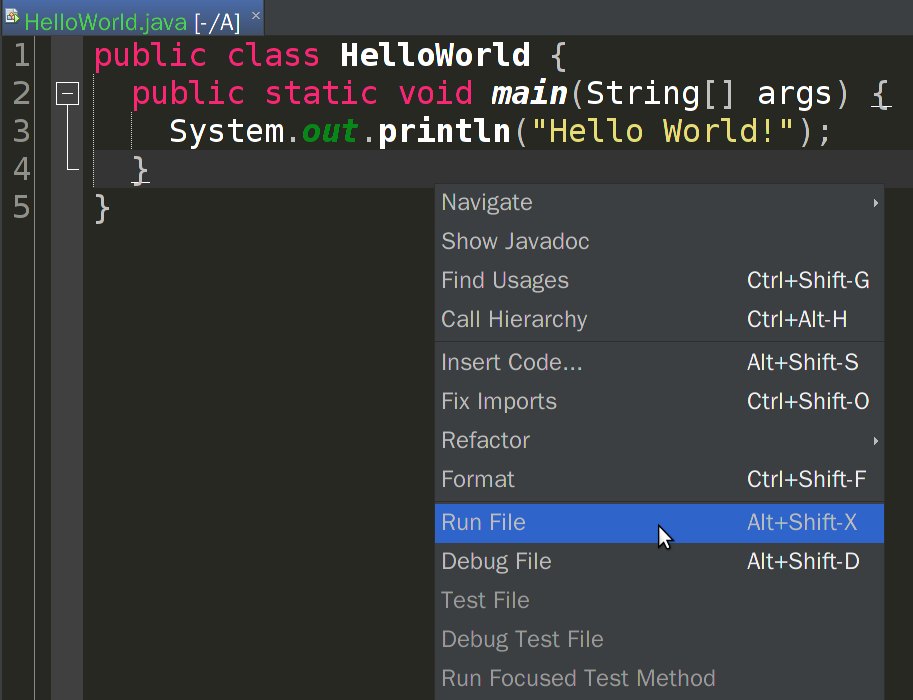 HelloWorld.java [-/A] ×
1 public class HelloWorld {
2 public static void main(String[] args) {
3 System.out.println("Hello World!");
4 }
5 }
Navigate
Show Javadoc
Find Usages Ctrl+Shift-G
Call Hierarchy Ctrl+Alt-H
Insert Code... Alt+Shift-S
Fix Imports Ctrl+Shift-O
Refactor
Format Ctrl+Shift-F
Run File Alt+Shift-X
Debug File Alt+Shift-D
Test File
Debug Test File
Run Focused Test Method